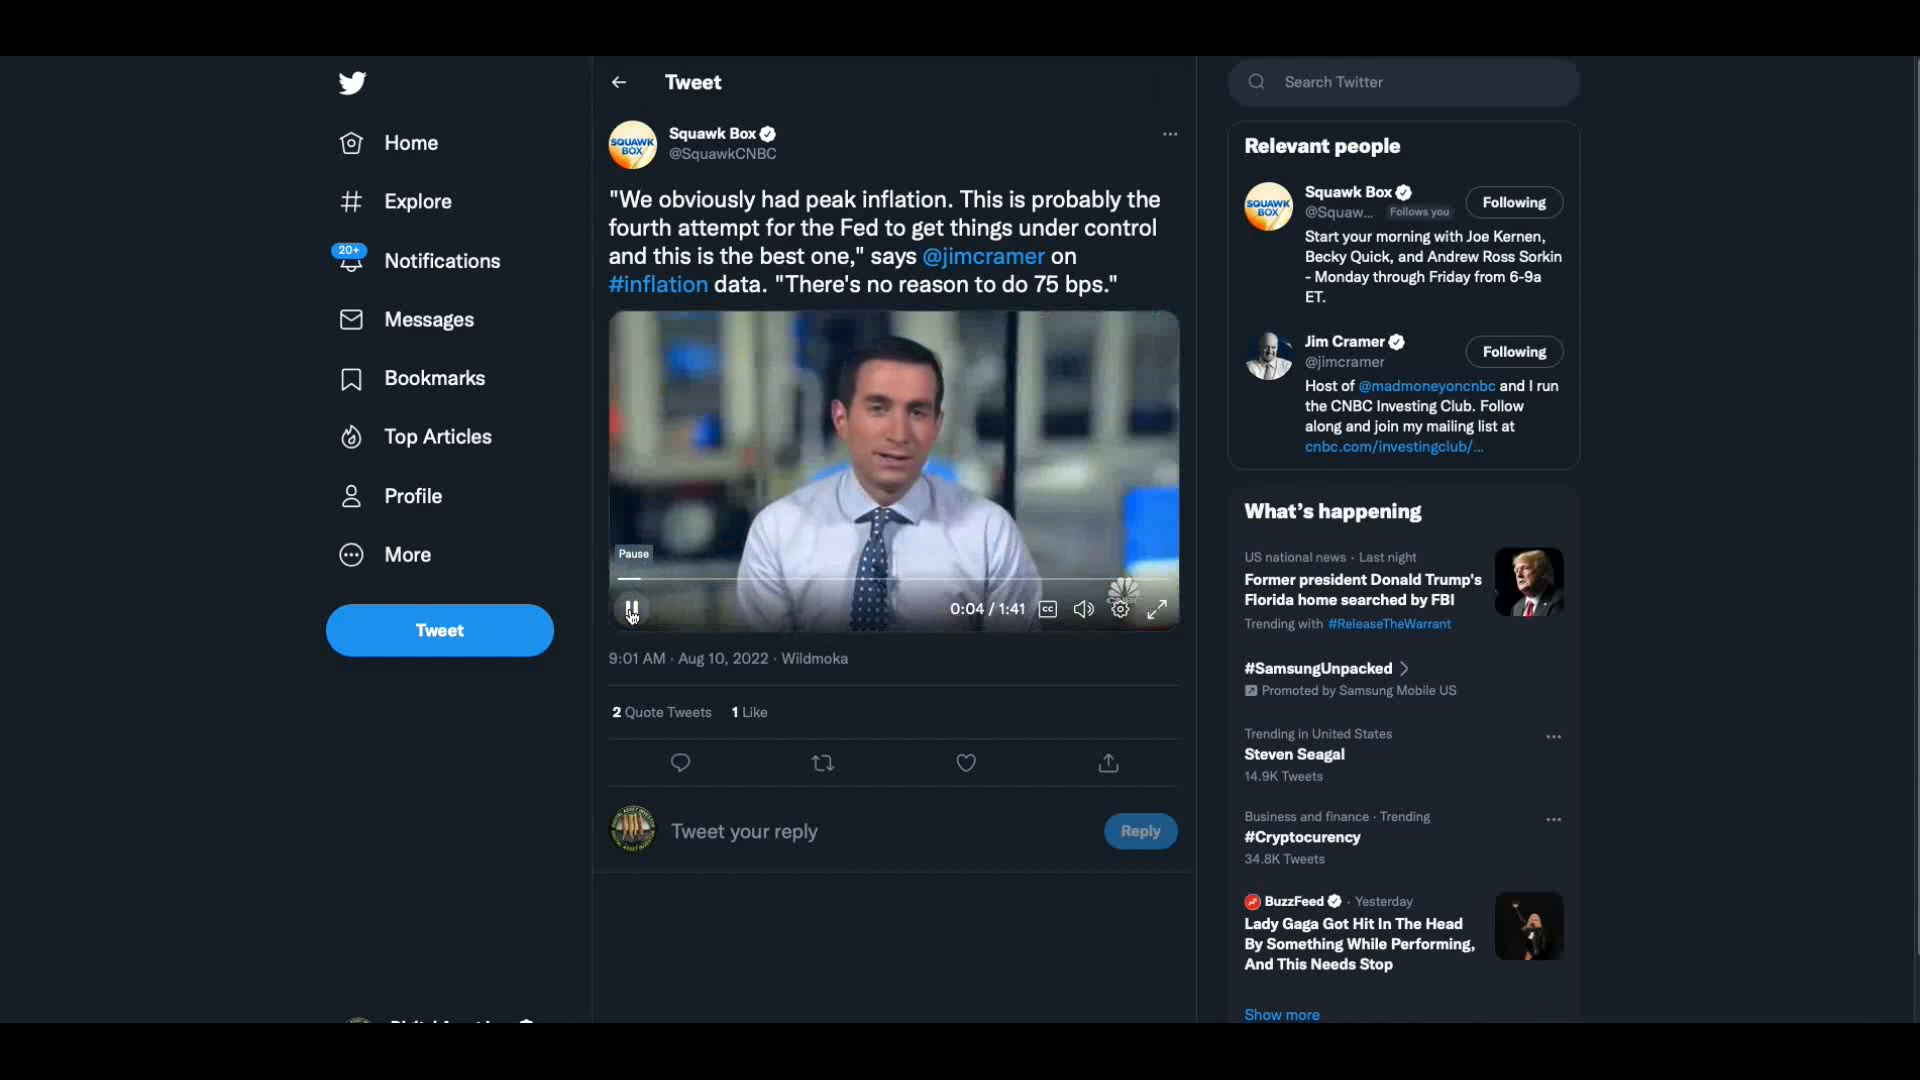 Home
Explore
20+
Notifications
Messages
Bookmarks
Top Articles
Profile
More
Tweet
Tweet
SQUAWK
BOX
Squawk Box
@SquawkCNBC
"We obviously had peak inflation. This is probably the
fourth attempt for the Fed to get things under control
and this is the best one," says @jimcramer on
#inflation data. "There's no reason to do 75 bps."
Pause
0:04 / 1:41
CC
9:01 AM · Aug 10, 2022 · Wildmoka
2 Quote Tweets 1 Like
Tweet your reply
Reply
Search Twitter
Relevant people
SQUAWK
BOX
Squawk Box
@Squaw... Follows you
Following
Start your morning with Joe Kernen,
Becky Quick, and Andrew Ross Sorkin
- Monday through Friday from 6-9a
ET.
Jim Cramer
@jimcramer
Following
Host of @madmoneyoncnbc and I run
the CNBC Investing Club. Follow
along and join my mailing list at
cnbc.com/investingclub/...
What's happening
US national news · Last night
Former president Donald Trump's
Florida home searched by FBI
Trending with #ReleaseTheWarrant
#SamsungUnpacked
Promoted by Samsung Mobile US
Trending in United States
Steven Seagal
14.9K Tweets
Business and finance · Trending
#Cryptocurency
34.8K Tweets
BuzzFeed · Yesterday
Lady Gaga Got Hit In The Head
By Something While Performing,
And This Needs Stop
Show more